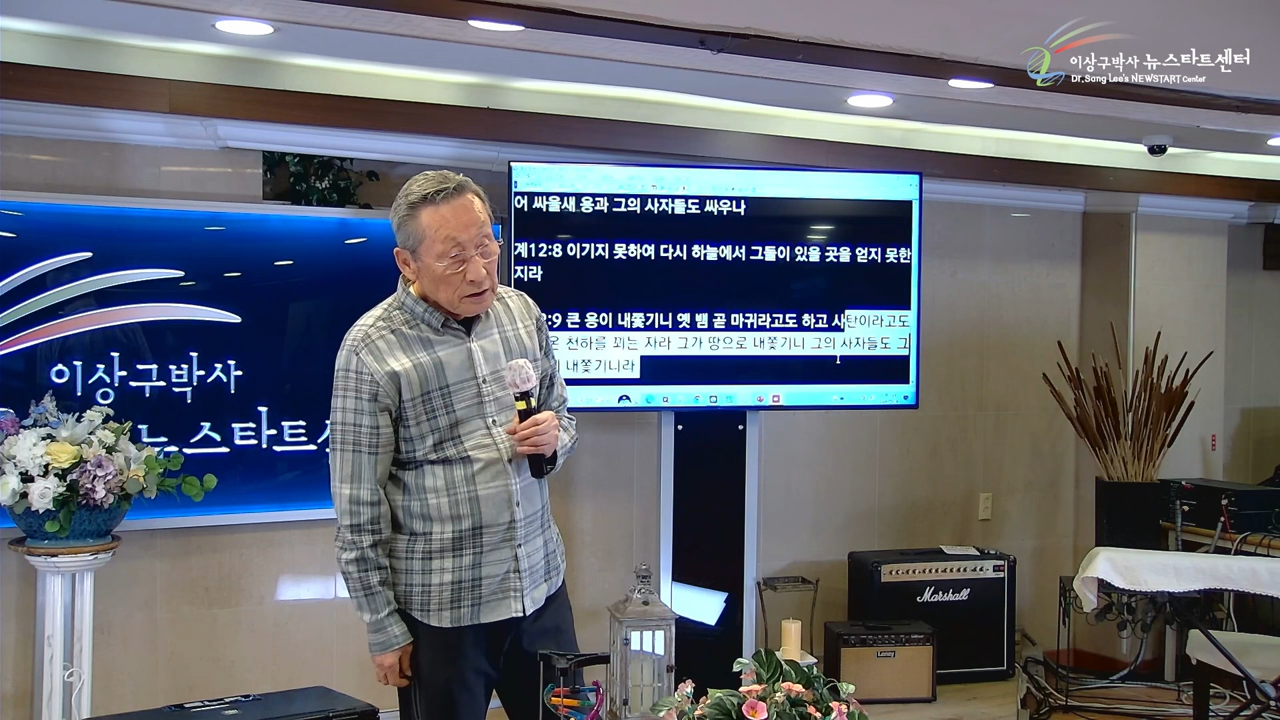 이상구박사 뉴스타트센터
Dr. Sang Lee's NEWSTART Center
어 싸울새 용과 그의 사자들도 싸우나
계12:8 이기지 못하여 다시 하늘에서 그들이 있을 곳을 얻지 못한
지라
:9 큰 용이 내쫓기니 옛 뱀 곧 마귀라고도 하고 사탄이라고도
온 천하를 꾀는 자라 그가 땅으로 내쫓기니 그의 사자들도 그
내쫓기니라
이상구박사
뉴스타트
Marshall
Laney